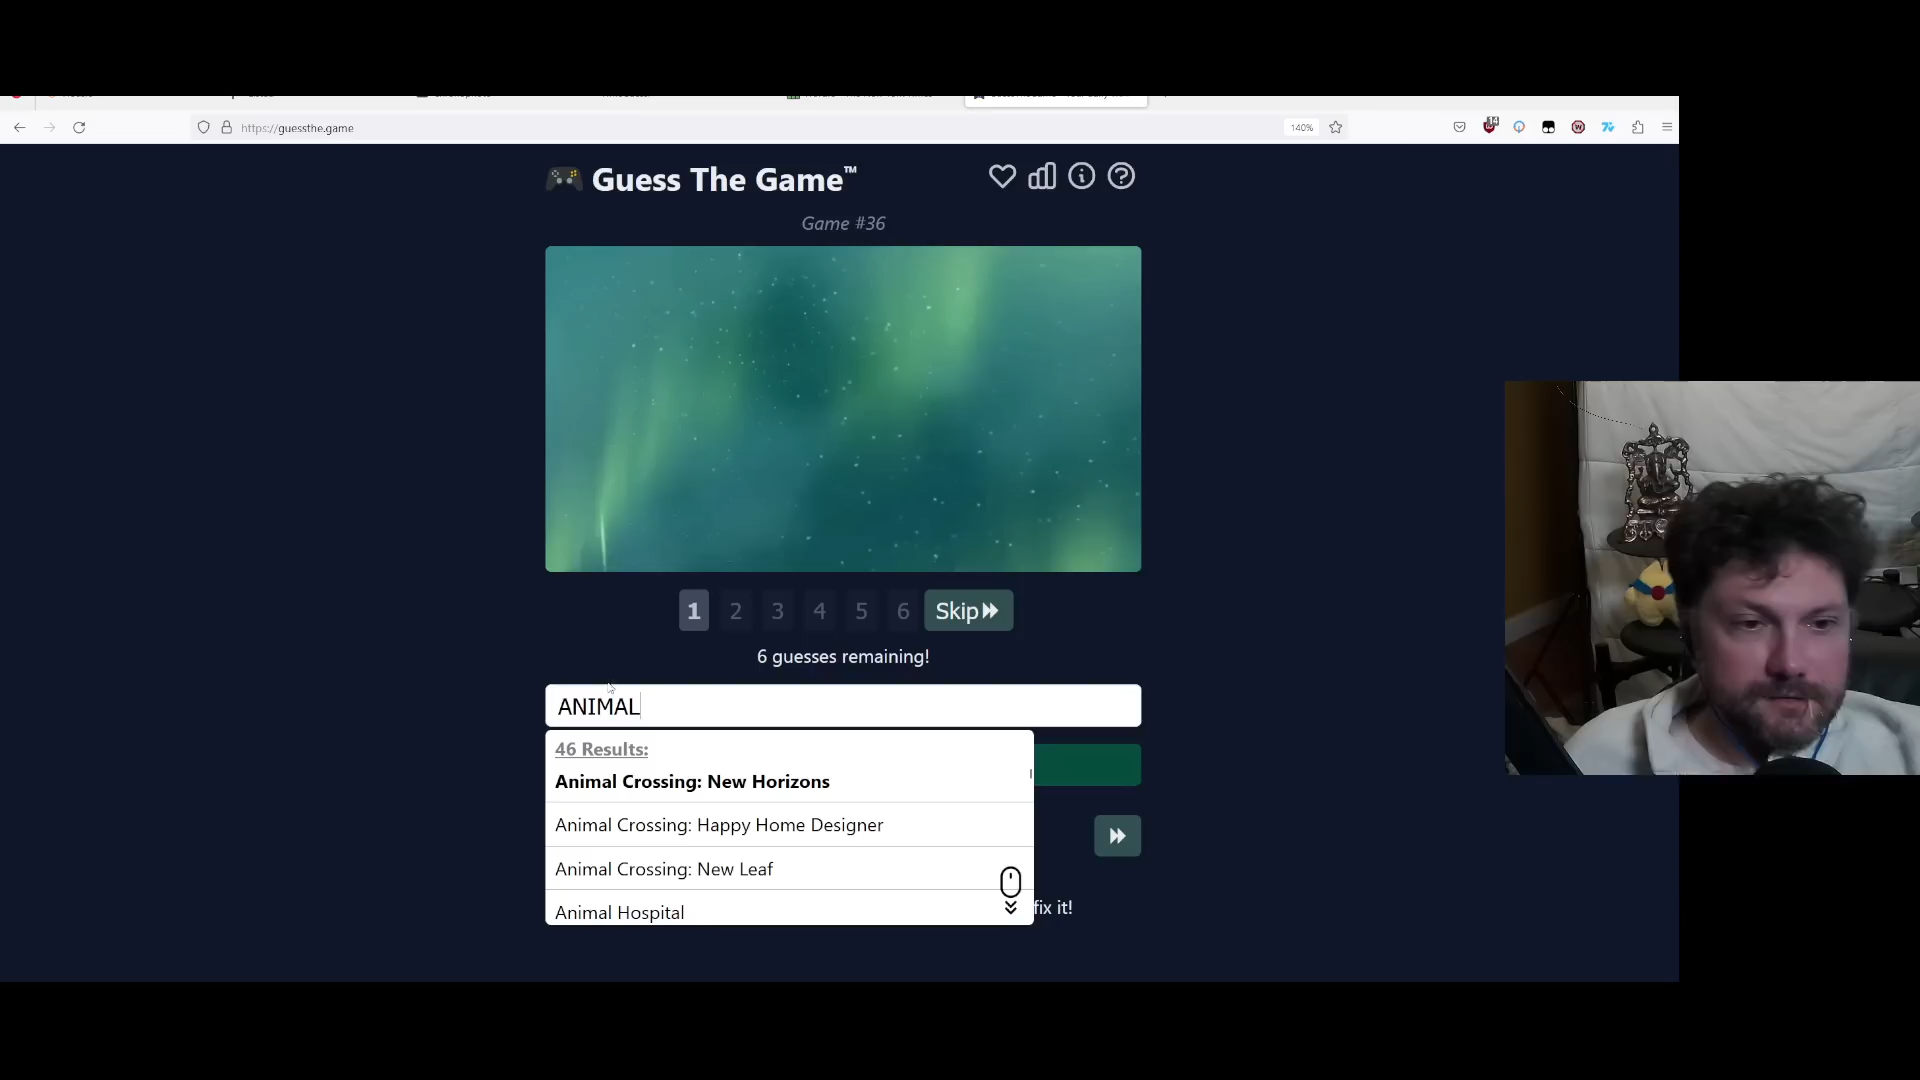 https://guessthe.game
140%
14
Guess The Game™
Game #36
1 2 3 4 5 6 Skip
6 guesses remaining!
ANIMAL
46 Results:
Animal Crossing: New Horizons
Animal Crossing: Happy Home Designer
Animal Crossing: New Leaf
Animal Hospital
fix it!